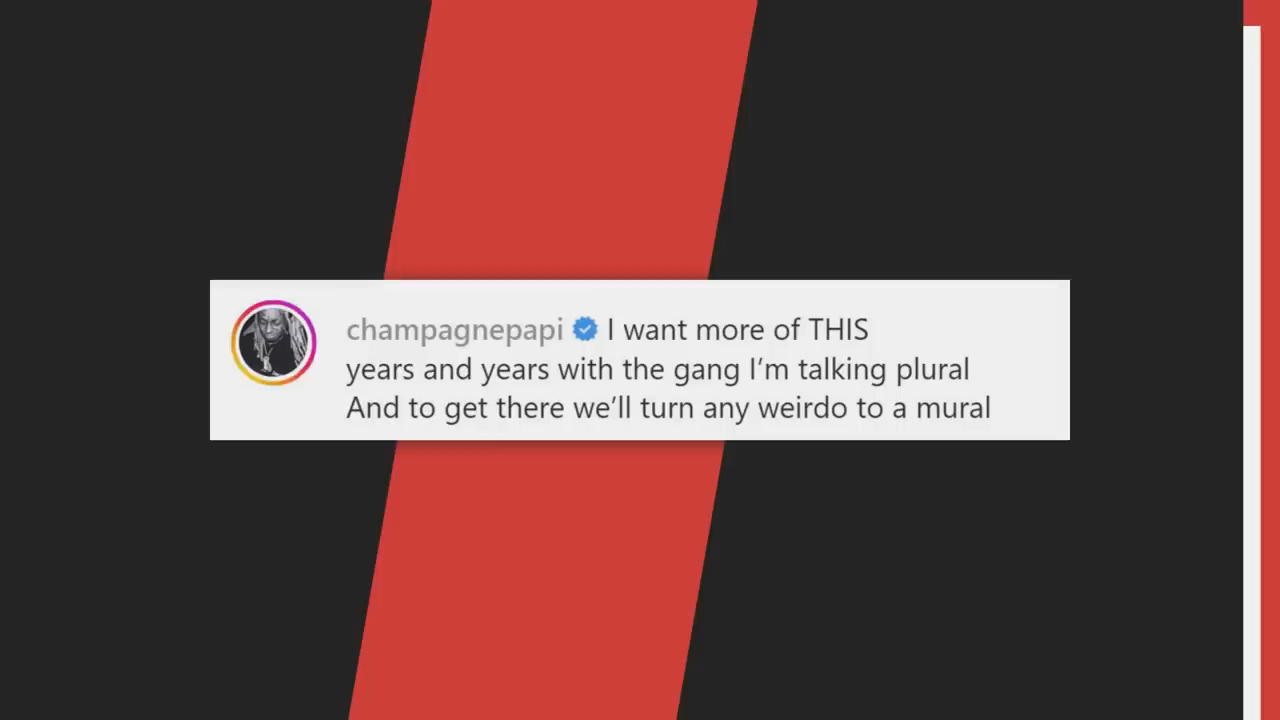 champagnepapi I want more of THIS
years and years with the gang I’m talking plural
And to get there we’ll turn any weirdo to a mural